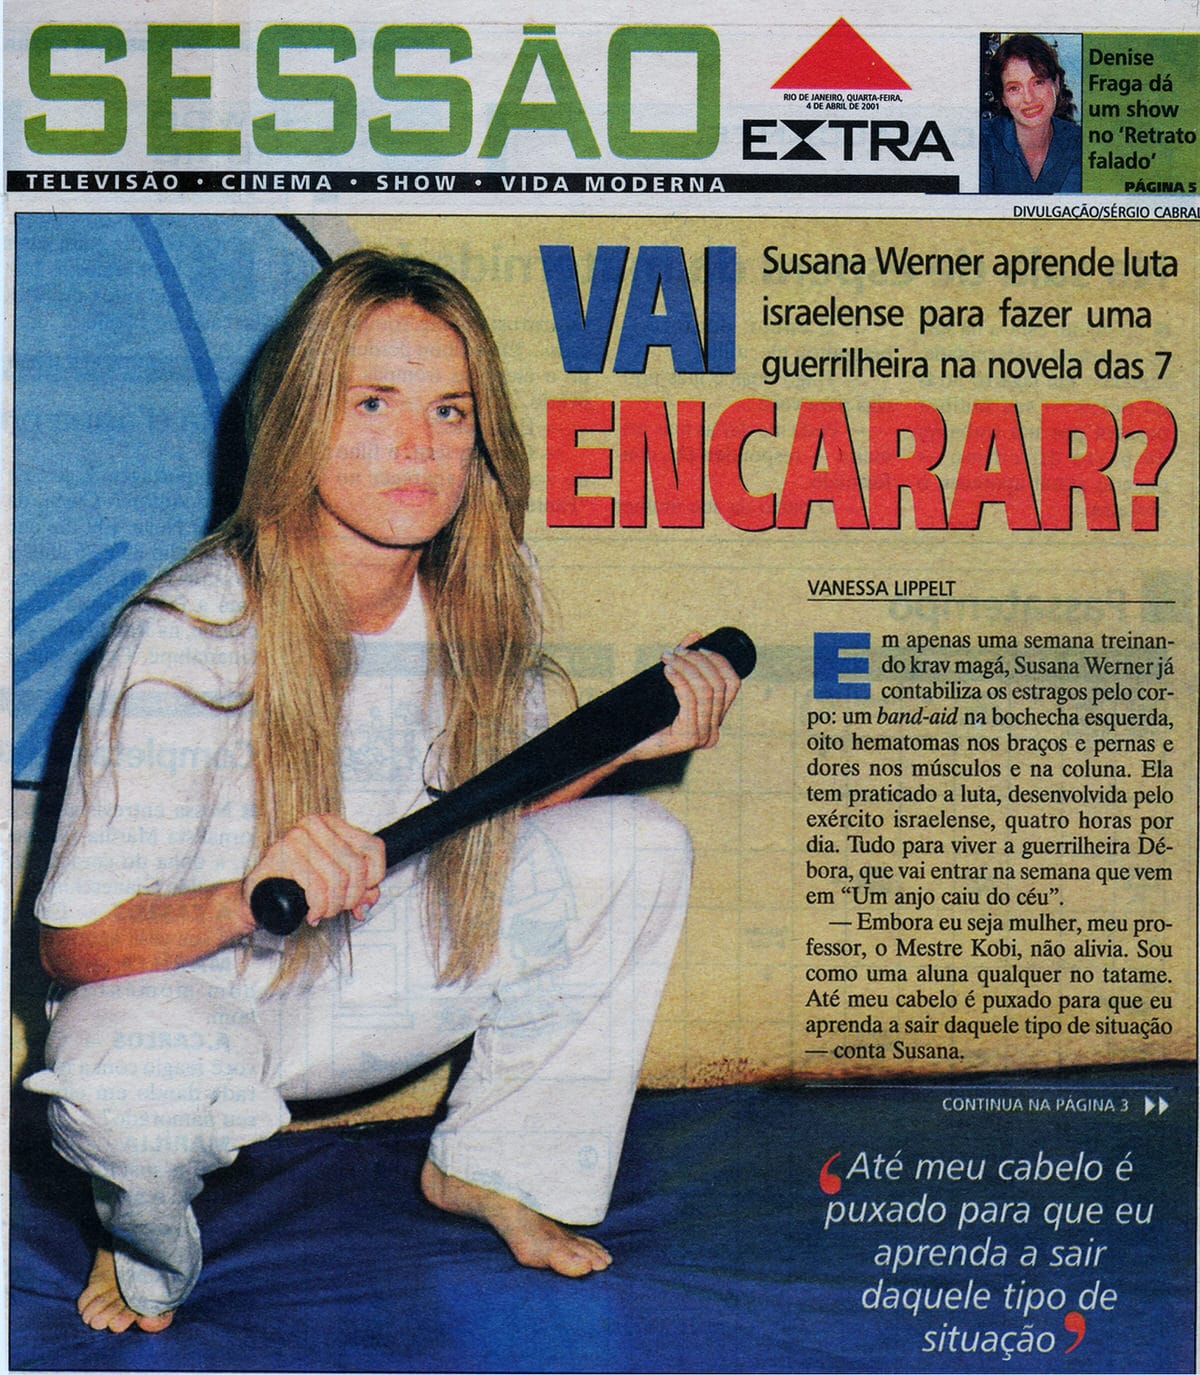 SESSÃO
RIO DE JANEIRO, QUARTA-FEIRA,
4 DE ABRIL DE 2001
EXTRA
TELEVISÃO • CINEMA • SHOW • VIDA MODERNA
Denise
Fraga dá
um show
no ‘Retrato
falado’
PÁGINA 5
DIVULGAÇÃO/SÉRGIO CABRAL
VAI
Susana Werner aprende luta
israelense para fazer uma
guerrilheira na novela das 7
ENCARAR?
VANESSA LIPPELT
Em apenas uma semana treinan-
do krav magá, Susana Werner já
contabiliza os estragos pelo cor-
po: um band-aid na bochecha esquerda,
oito hematomas nos braços e pernas e
dores nos músculos e na coluna. Ela
tem praticado a luta, desenvolvida pelo
exército israelense, quatro horas por
dia. Tudo para viver a guerrilheira Dé-
bora, que vai entrar na semana que vem
em “Um anjo caiu do céu”.
— Embora eu seja mulher, meu pro-
fessor, o Mestre Kobi, não alivia. Sou
como uma aluna qualquer no tatame.
Até meu cabelo é puxado para que eu
aprenda a sair daquele tipo de situação
— conta Susana.
CONTINUA NA PÁGINA 3
‘Até meu cabelo é
puxado para que eu
aprenda a sair
daquele tipo de
situação’